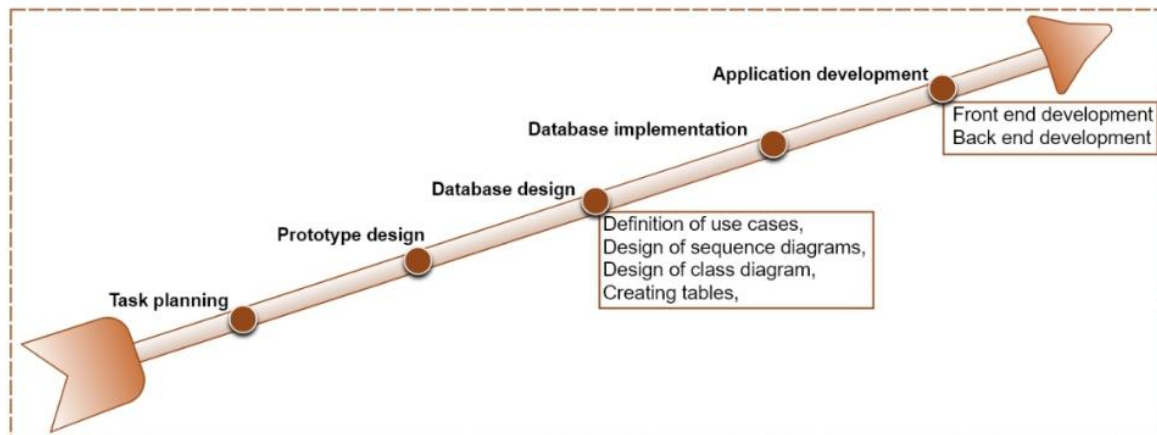 Application development
Front end development
Back end development
Database implementation
Database design
Definition of use cases,
Design of sequence diagrams,
Design of class diagram,
Creating tables,
Prototype design
Task planning